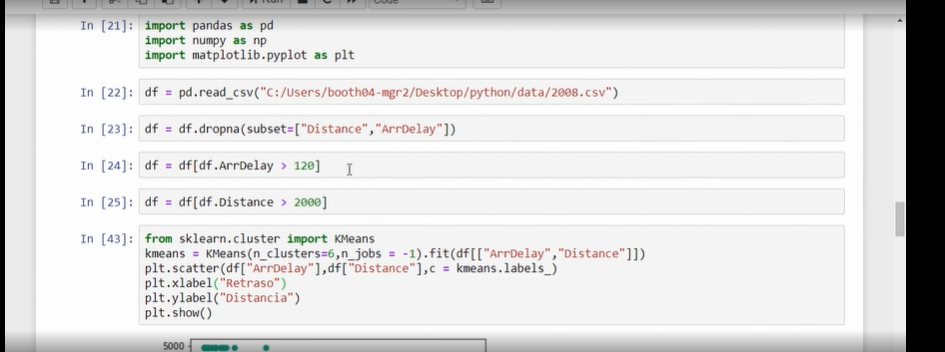 In [21]: import pandas as pd
import numpy as np
import matplotlib.pyplot as plt
In [22]: df = pd.read_csv("C:/Users/booth04-mgr2/Desktop/python/data/2008.csv")
In [23]: df = df.dropna(subset=["Distance","ArrDelay"])
In [24]: df = df[df.ArrDelay > 120]
In [25]: df = df[df.Distance > 2000]
In [43]: from sklearn.cluster import KMeans
kmeans = KMeans(n_clusters=6,n_jobs = -1).fit(df[["ArrDelay","Distance"]])
plt.scatter(df["ArrDelay"],df["Distance"],c = kmeans.labels_)
plt.xlabel("Retraso")
plt.ylabel("Distancia")
plt.show()
5000